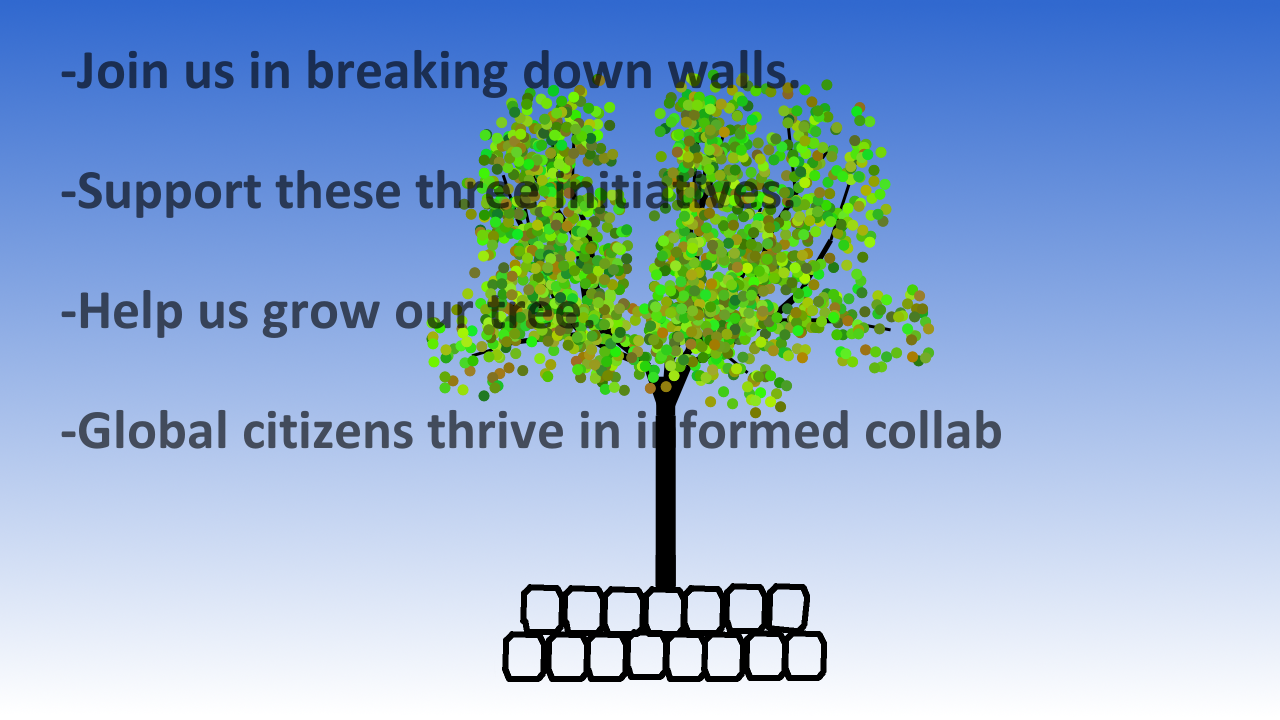 -Join us in breaking down walls.
-Support these three initiatives.
-Help us grow our tree.
-Global citizens thrive in informed collab